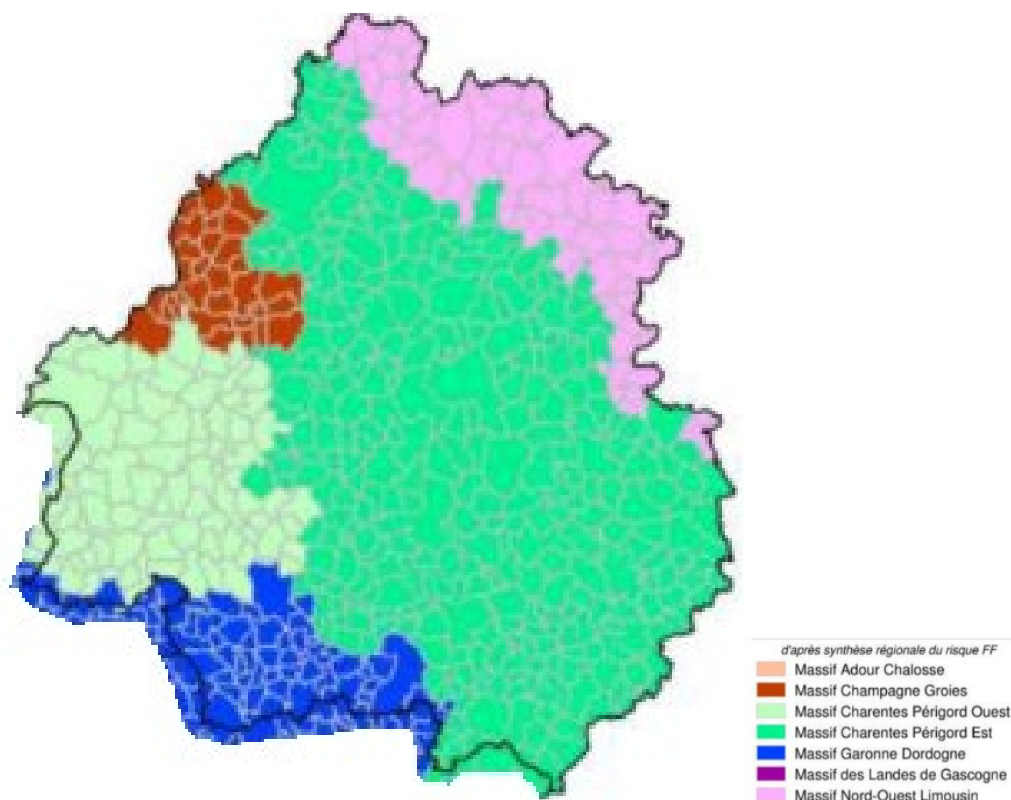 d'après synthèse régionale du risque FF
Massif Adour Chalosse
Massif Champagne Groies
Massif Charentes Périgord Ouest
Massif Charentes Périgord Est
Massif Garonne Dordogne
Massif des Landes de Gascogne
Massif Nord-Ouest Limousin